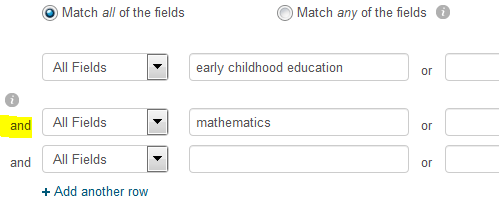 Match all of the fields Match any of the fields i
All Fields early childhood education or
i
and All Fields mathematics or
and All Fields or
+ Add another row